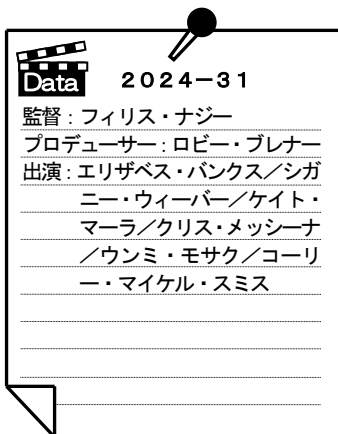 Data
２０２４－３１
監督：フィリス・ナジー
プロデューサー：ロビー・ブレナー
出演：エリザベス・バンクス／シガ
ニー・ウィーバー／ケイト・
マーラ／クリス・メッシーナ
／ウンミ・モサク／コーリ
ー・マイケル・スミス